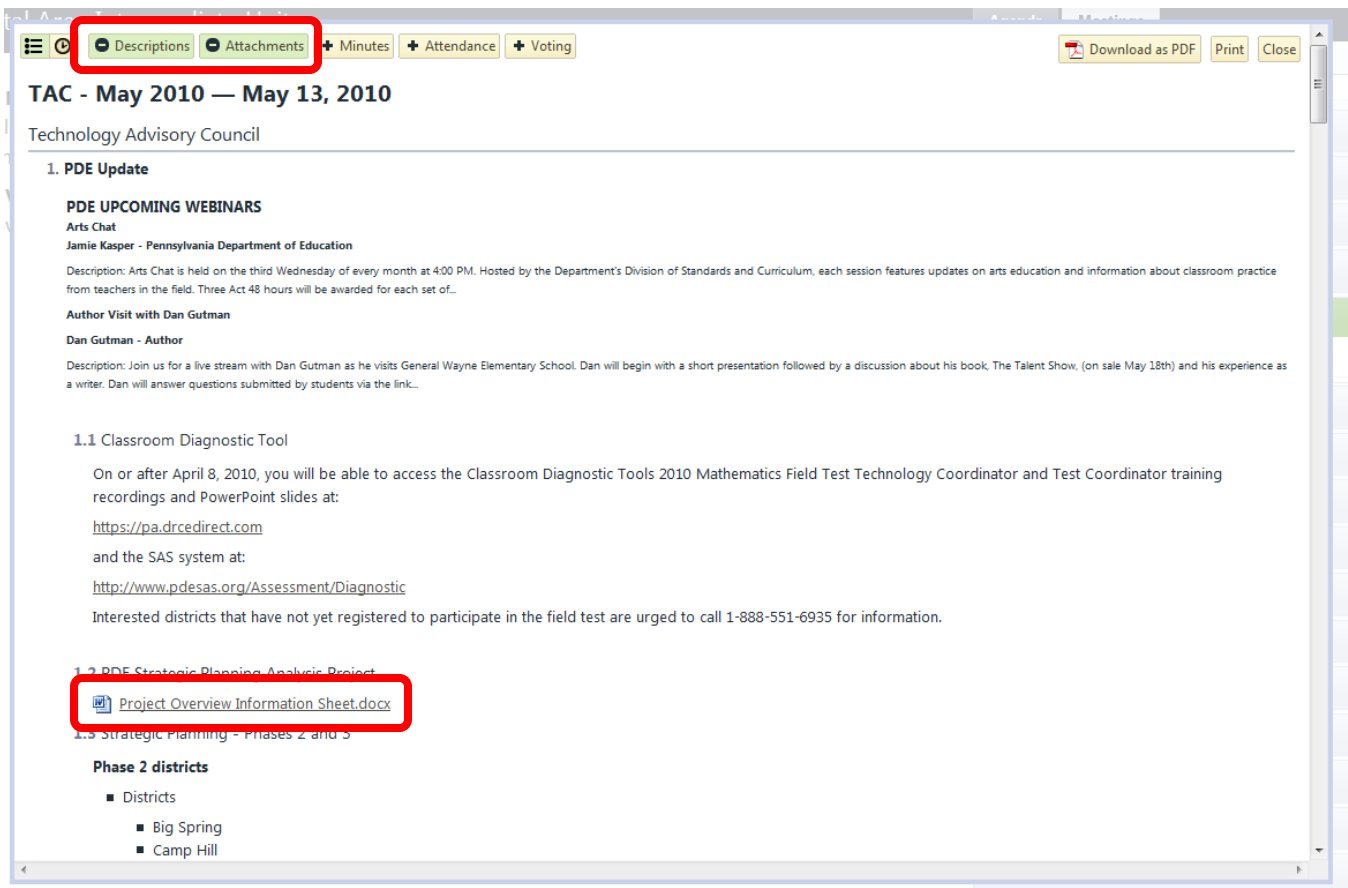 Agenda Meetings
Descriptions Attachments Minutes Attendance Voting Download as PDF Print Close
TAC - May 2010 — May 13, 2010
Technology Advisory Council
1. PDE Update
PDE UPCOMING WEBINARS
Arts Chat
Jamie Kasper - Pennsylvania Department of Education
Description: Arts Chat is held on the third Wednesday of every month at 4:00 PM. Hosted by the Department's Division of Standards and Curriculum, each session features updates on arts education and information about classroom practice
from teachers in the field. Three Act 48 hours will be awarded for each set of...
Author Visit with Dan Gutman
Dan Gutman - Author
Description: Join us for a live stream with Dan Gutman as he visits General Wayne Elementary School. Dan will begin with a short presentation followed by a discussion about his book, The Talent Show, (on sale May 18th) and his experience as
a writer. Dan will answer questions submitted by students via the link...
1.1 Classroom Diagnostic Tool
On or after April 8, 2010, you will be able to access the Classroom Diagnostic Tools 2010 Mathematics Field Test Technology Coordinator and Test Coordinator training
recordings and PowerPoint slides at:
https://pa.drcedirect.com
and the SAS system at:
http://www.pdesas.org/Assessment/Diagnostic
Interested districts that have not yet registered to participate in the field test are urged to call 1-888-551-6935 for information.
1.2 PDE Strategic Planning Analysis Project
Project Overview Information Sheet.docx
1.3 Strategic Planning - Phases 2 and 3
Phase 2 districts
■ Districts
■ Big Spring
■ Camp Hill